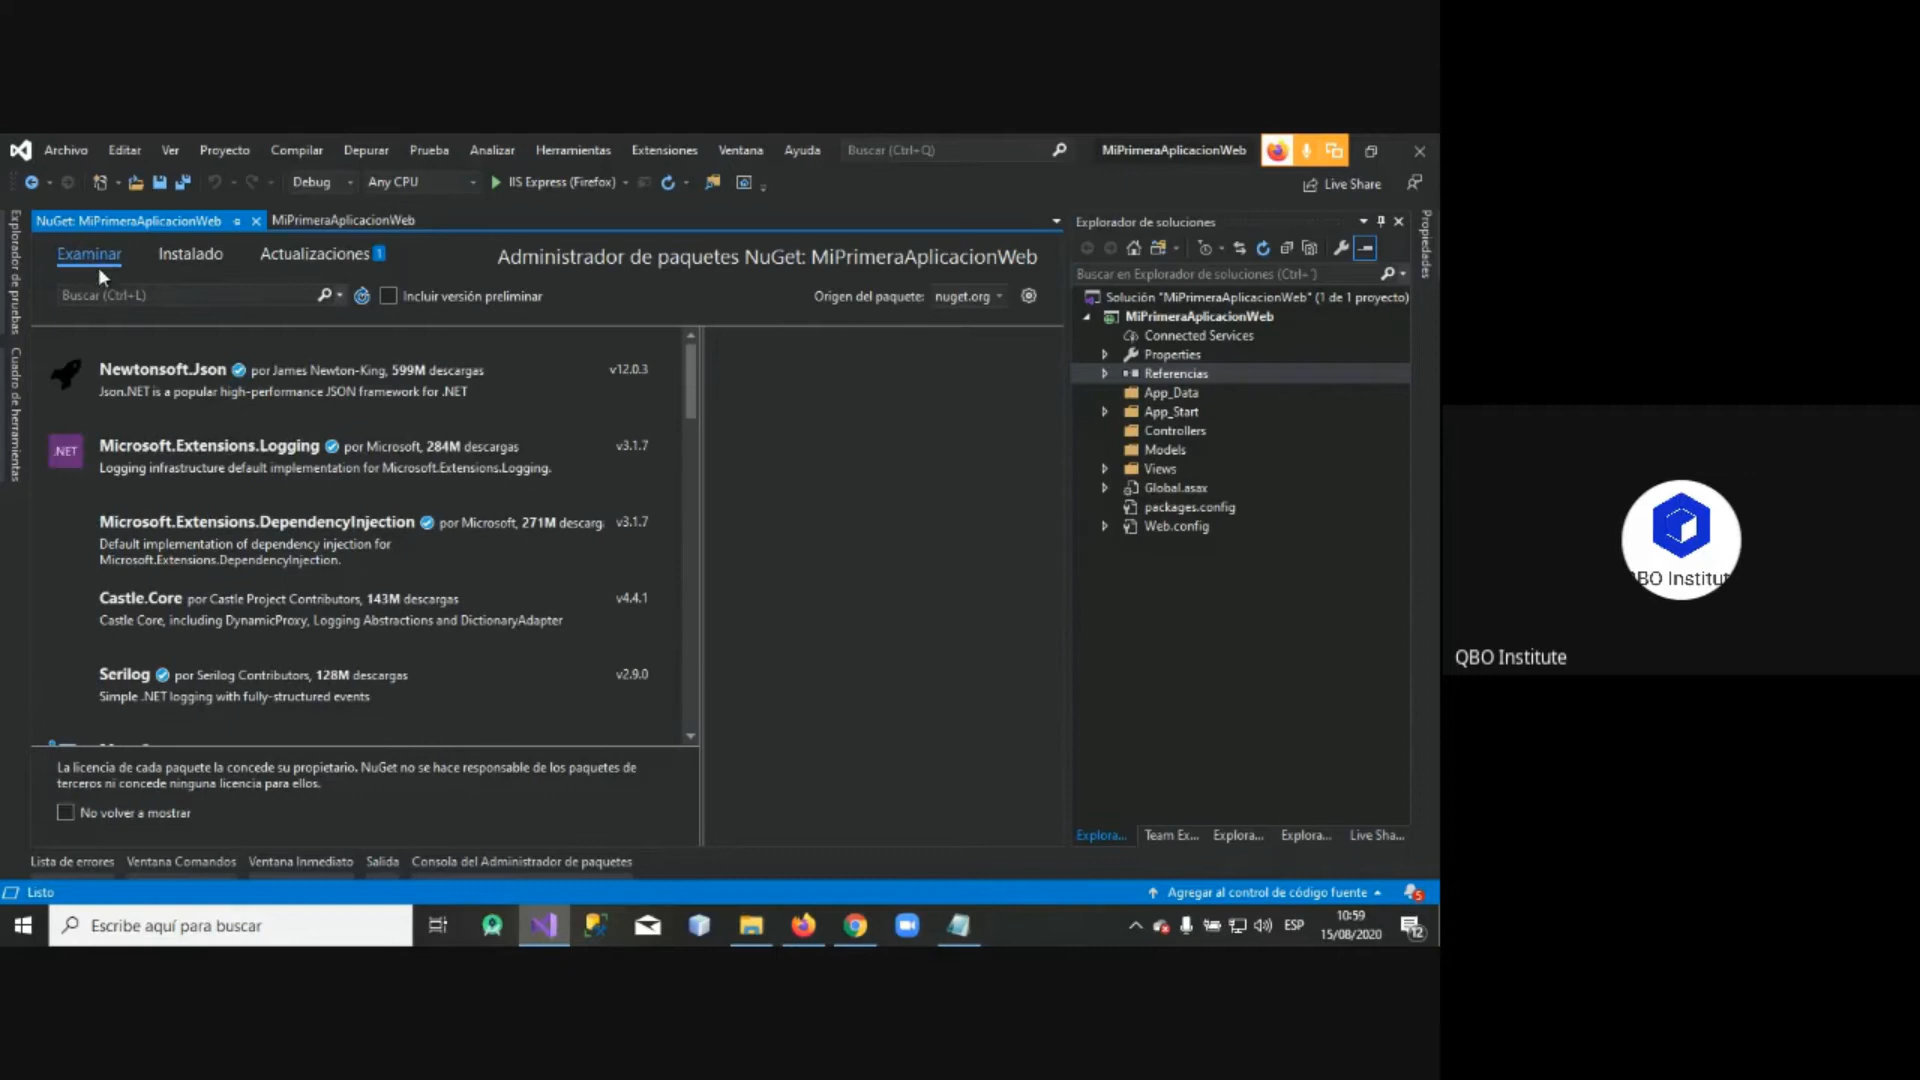 Archivo Editar Ver Proyecto Compilar Depurar Prueba Analizar Herramientas Extensiones Ventana Ayuda Buscar (Ctrl+Q) MiPrimeraAplicacionWeb
Debug Any CPU IIS Express (Firefox) Live Share
NuGet: MiPrimeraAplicacionWeb MiPrimeraAplicacionWeb
Examinar Instalado Actualizaciones 1
Administrador de paquetes NuGet: MiPrimeraAplicacionWeb
Buscar (Ctrl+L) Incluir versión preliminar Origen del paquete: nuget.org
Newtonsoft.Json por James Newton-King, 599M descargas v12.0.3
Json.NET is a popular high-performance JSON framework for .NET
.NET
Microsoft.Extensions.Logging por Microsoft, 284M descargas v3.1.7
Logging infrastructure default implementation for Microsoft.Extensions.Logging.
Microsoft.Extensions.DependencyInjection por Microsoft, 271M descarg v3.1.7
Default implementation of dependency injection for
Microsoft.Extensions.DependencyInjection.
Castle.Core por Castle Project Contributors, 143M descargas v4.4.1
Castle Core, including DynamicProxy, Logging Abstractions and DictionaryAdapter
Serilog por Serilog Contributors, 128M descargas v2.9.0
Simple .NET logging with fully-structured events
La licencia de cada paquete la concede su propietario. NuGet no se hace responsable de los paquetes de
terceros ni concede ninguna licencia para ellos.
No volver a mostrar
Explorador de pruebas
Cuadro de herramientas
Explorador de soluciones
Buscar en Explorador de soluciones (Ctrl+´)
Solución "MiPrimeraAplicacionWeb" (1 de 1 proyecto)
MiPrimeraAplicacionWeb
Connected Services
Properties
Referencias
App_Data
App_Start
Controllers
Models
Views
Global.asax
packages.config
Web.config
Propiedades
Explora... Team Ex... Explora... Explora... Live Sha...
Lista de errores Ventana Comandos Ventana Inmediato Salida Consola del Administrador de paquetes
Listo Agregar al control de código fuente 5
Escribe aquí para buscar
ESP
10:59
15/08/2020
12
QBO Institute